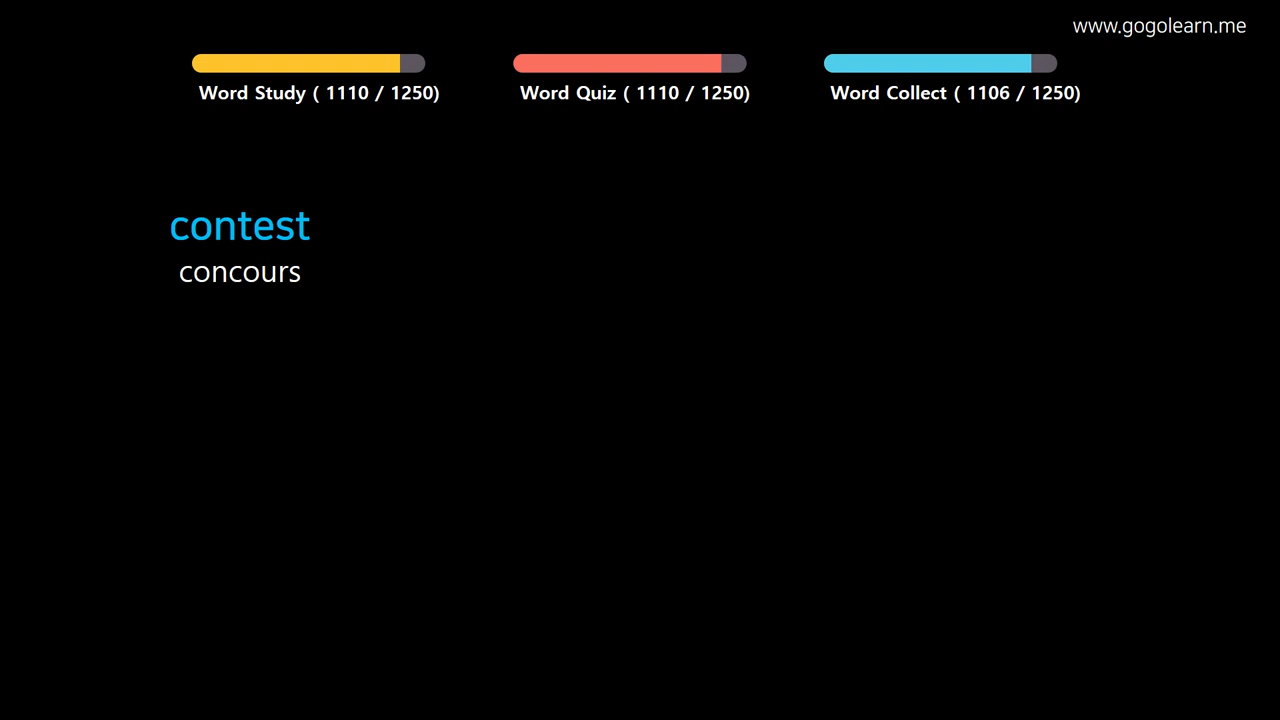 www.gogolearn.me
Word Study ( 1110 / 1250)
Word Quiz ( 1110 / 1250)
Word Collect ( 1106 / 1250)
contest
concours